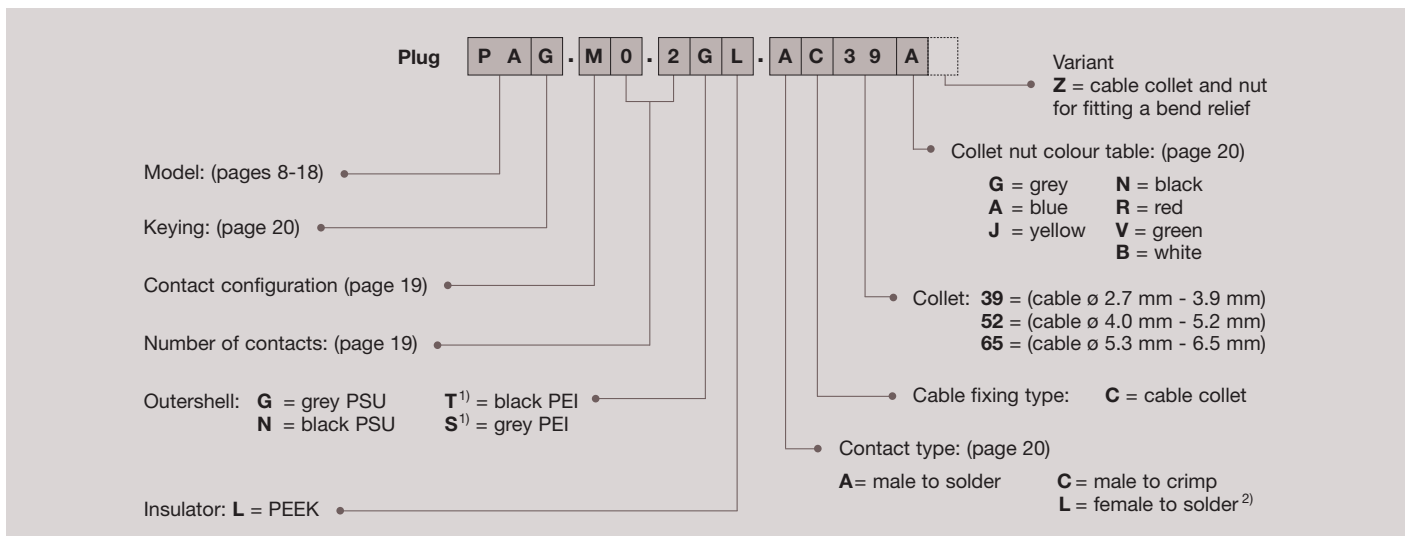 Plug P A G . M 0 . 2 G L . A C 3 9 A
Variant
Z = cable collet and nut
for fitting a bend relief
Model: (pages 8-18)
Keying: (page 20)
Contact configuration (page 19)
Number of contacts: (page 19)
Outershell: G = grey PSU T1) = black PEI
N = black PSU S1) = grey PEI
Insulator: L = PEEK
Collet nut colour table: (page 20)
G = grey N = black
A = blue R = red
J = yellow V = green
B = white
Collet: 39 = (cable ø 2.7 mm - 3.9 mm)
52 = (cable ø 4.0 mm - 5.2 mm)
65 = (cable ø 5.3 mm - 6.5 mm)
Cable fixing type: C = cable collet
Contact type: (page 20)
A= male to solder C = male to crimp
L = female to solder 2)